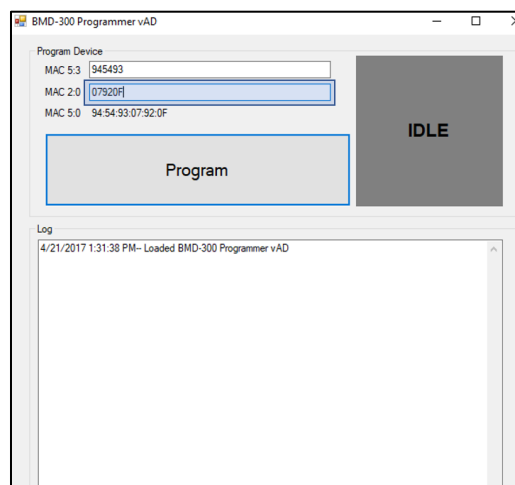 BMD-300 Programmer vAD
Program Device
MAC 5:3 945493
MAC 2:0 07920F
MAC 5:0 94:54:93:07:92:0F
IDLE
Program
Log
4/21/2017 1:31:38 PM-- Loaded BMD-300 Programmer vAD